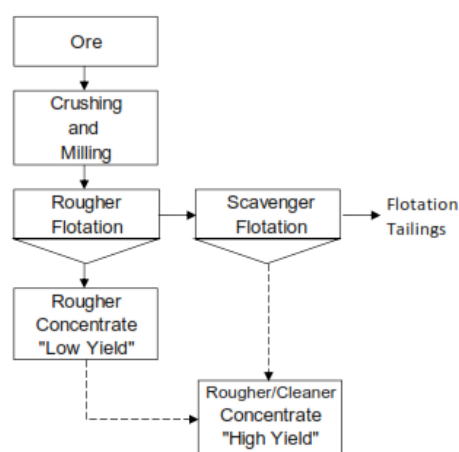 Ore
Crushing
and
Milling
Rougher
Flotation
Scavenger
Flotation
Flotation
Tailings
Rougher
Concentrate
"Low Yield"
Rougher/Cleaner
Concentrate
"High Yield"